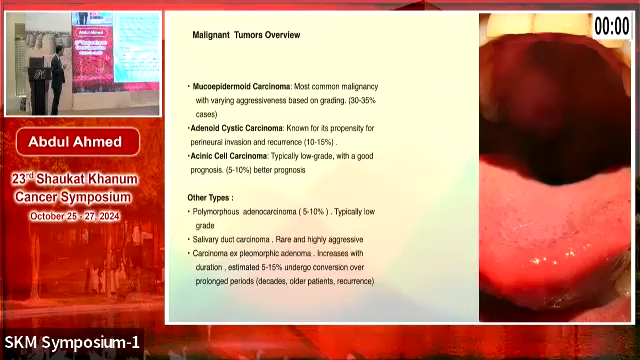 Malignant Tumors Overview
00:00
• Mucoepidermoid Carcinoma: Most common malignancy
with varying aggressiveness based on grading. (30-35%
cases)
•Adenoid Cystic Carcinoma: Known for its propensity for
perineural invasion and recurrence (10-15%) .
•Acinic Cell Carcinoma: Typically low-grade, with a good
prognosis. (5-10%) better prognosis
Other Types :
• Polymorphous adenocarcinoma ( 5-10% ) . Typically low
grade
• Salivary duct carcinoma . Rare and highly aggressive
• Carcinoma ex pleomorphic adenoma . Increases with
duration , estimated 5-15% undergo conversion over
prolonged periods (decades, older patients, recurrence)
Abdul Ahmed
23rd Shaukat Khanum
Cancer Symposium
October 25 - 27, 2024
SKM Symposium-1